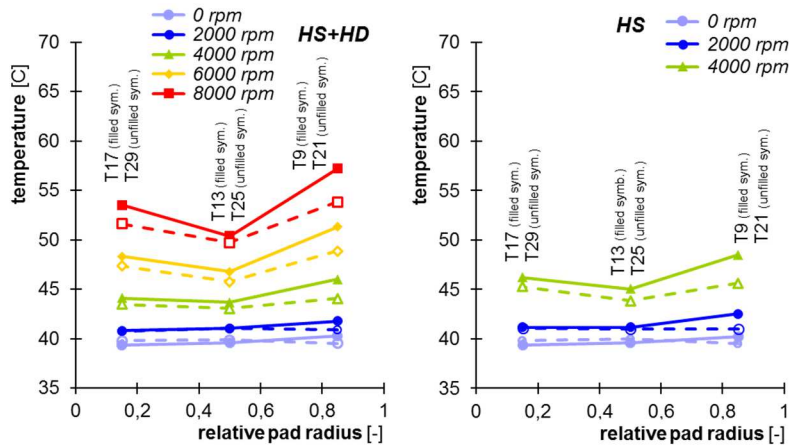 0 rpm
2000 rpm
4000 rpm
6000 rpm
8000 rpm
HS+HD
temperature [C]
70
65
60
55
50
45
40
35
T17 (filled sym.)
T29 (unfilled sym.)
T13 (filled sym.)
T25 (unfilled sym.)
T9 (filled sym.)
T21 (unfilled sym.)
0
0,2
0,4
0,6
0,8
1
relative pad radius [-]
HS
0 rpm
2000 rpm
4000 rpm
temperature [C]
70
65
60
55
50
45
40
35
T17 (filled sym.)
T29 (unfilled sym.)
T13 (filled symb.)
T25 (unfilled sym.)
T9 (filled sym.)
T21 (unfilled sym.)
0
0,2
0,4
0,6
0,8
1
relative pad radius [-]